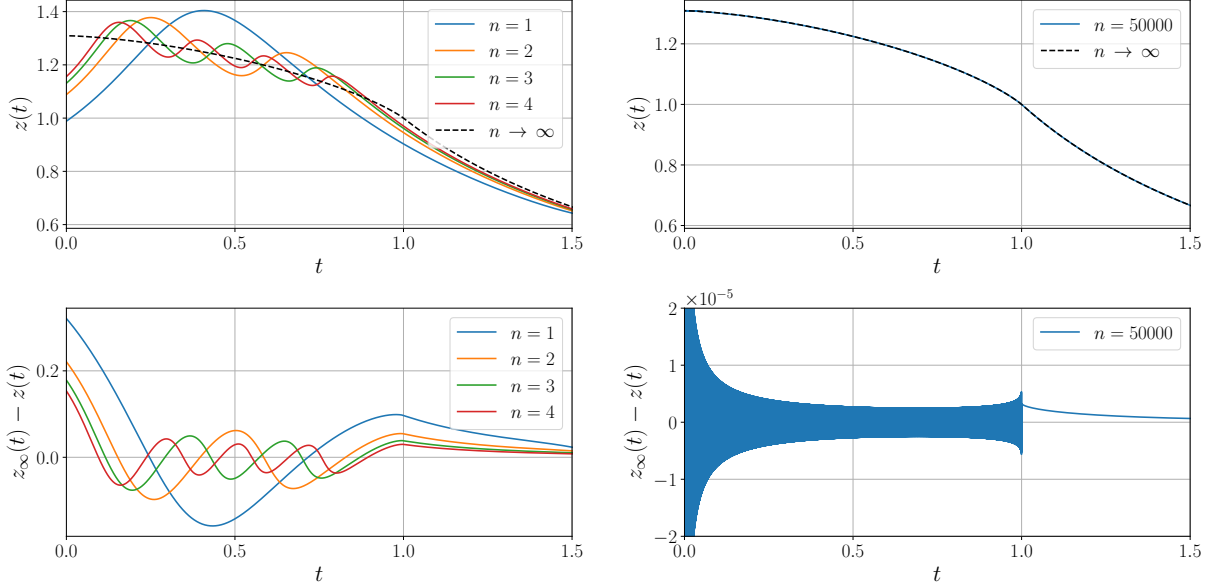 1.4
1.2
1.0
0.8
0.6
z(t)
0.0
0.5
1.0
1.5
t
n = 1
n = 2
n = 3
n = 4
n → ∞
1.2
1.0
0.8
0.6
z(t)
0.0
0.5
1.0
1.5
t
n = 50000
n → ∞
0.2
0.0
z∞(t) − z(t)
0.0
0.5
1.0
1.5
t
n = 1
n = 2
n = 3
n = 4
×10⁻⁵
2
1
0
−1
−2
z∞(t) − z(t)
0.0
0.5
1.0
1.5
t
n = 50000